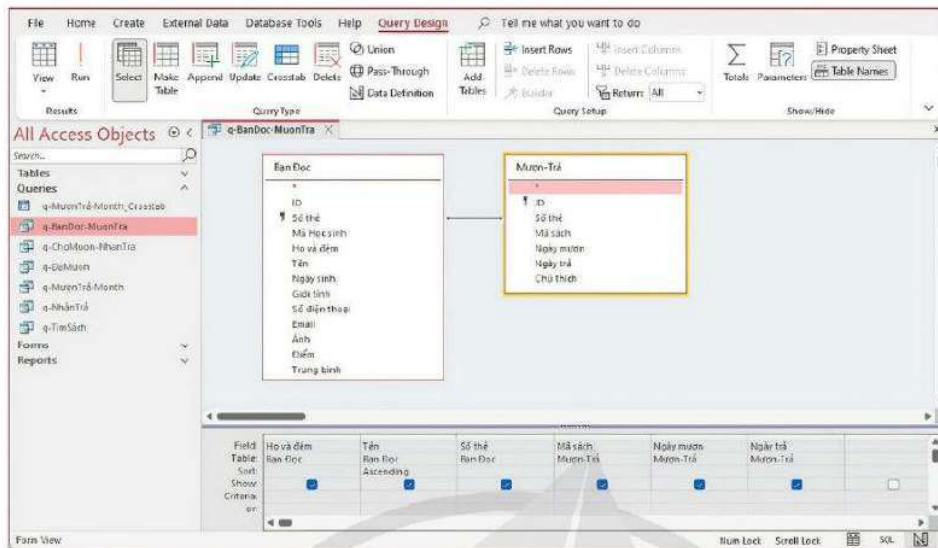 File Home Create External Data Database Tools Help Query Design Tell me what you want to do
View Run Select Make Table Append Update Crosstab Delete
Union
Pass-Through
Data Definition
Add Tables
Insert Rows
Delete Rows
Builder
Insert Columns
Delete Columns
Return: All
Totals Parameters
Property Sheet
Table Names
Results Query Type Query Setup Show/Hide
All Access Objects
Search...
Tables
Queries
q-MượnTrả-Month_Crosstab
q-BanDoc-MuonTra
q-ChoMuon-NhanTra
q-DaMuon
q-MượnTrả-Month
q-NhậnTrả
q-TìmSách
Forms
Reports
q-BanDoc-MuonTra
Bạn Đọc
*
ID
Số thẻ
Mã Học sinh
Họ và đệm
Tên
Ngày sinh
Giới tính
Số điện thoại
Email
Ảnh
Điểm
Trung bình
Mượn-Trả
*
ID
Số thẻ
Mã sách
Ngày mượn
Ngày trả
Chú thích
Field: Họ và đệm Tên Số thẻ Mã sách Ngày mượn Ngày trả
Table: Bạn Đọc Bạn Đọc Bạn Đọc Mượn-Trả Mượn-Trả Mượn-Trả
Sort: Ascending
Show:
Criteria:
or:
Form View Num Lock Scroll Lock SQL